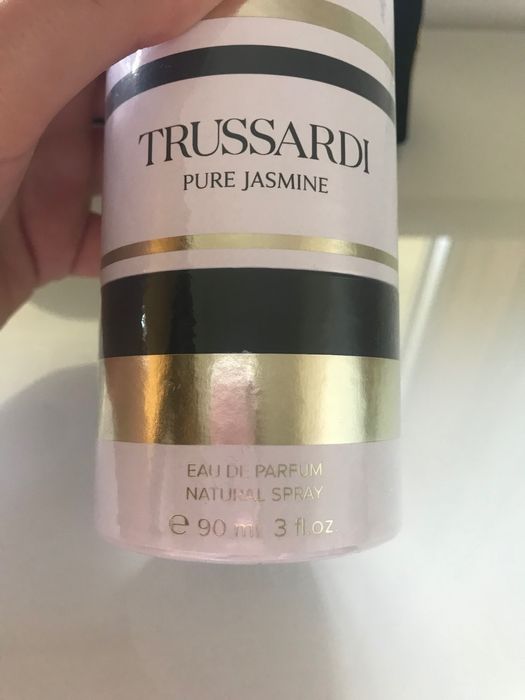 TRUSSARDI
PURE JASMINE
EAU DE PARFUM
NATURAL SPRAY
℮ 90 ml 3 fl.oz.